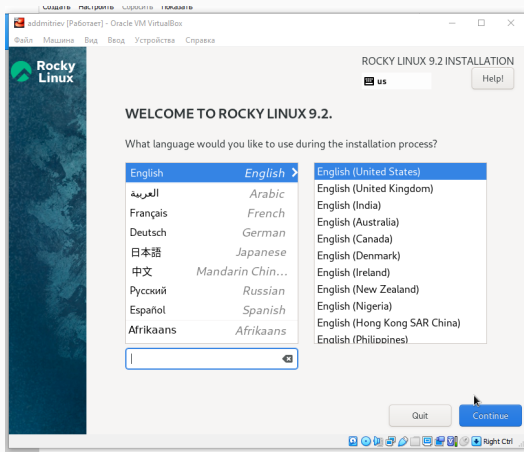 Создать Настроить Сбросить Показать
addmitriev [Работает] - Oracle VM VirtualBox
Файл Машина Вид Ввод Устройства Справка
Rocky
Linux
ROCKY LINUX 9.2 INSTALLATION
us
Help!
WELCOME TO ROCKY LINUX 9.2.
What language would you like to use during the installation process?
English English
العربية Arabic
Français French
Deutsch German
日本語 Japanese
中文 Mandarin Chin...
Русский Russian
Español Spanish
Afrikaans Afrikaans
English (United States)
English (United Kingdom)
English (India)
English (Australia)
English (Canada)
English (Denmark)
English (Ireland)
English (New Zealand)
English (Nigeria)
English (Hong Kong SAR China)
English (Philippines)
Quit
Continue
Right Ctrl